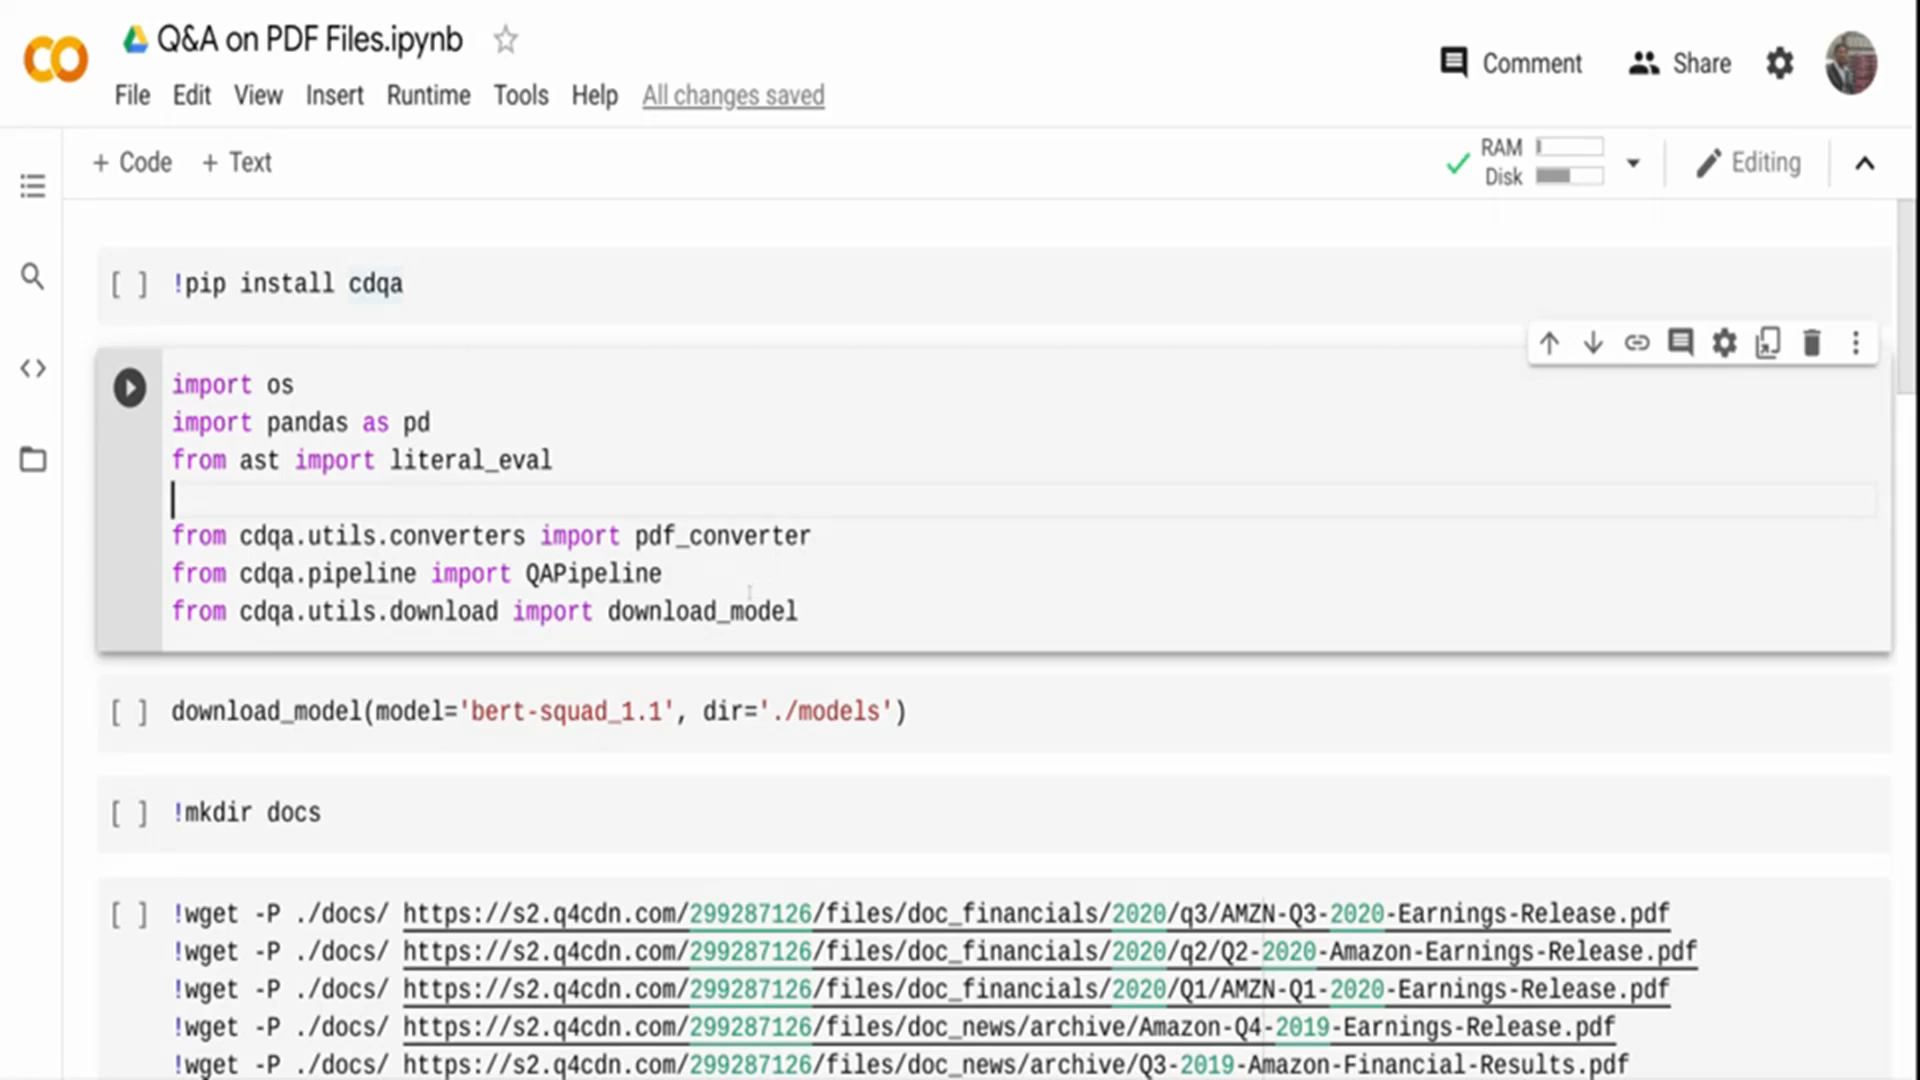 Q&A on PDF Files.ipynb
Comment
Share
File Edit View Insert Runtime Tools Help All changes saved
+ Code + Text
RAM
Disk
Editing
[ ] !pip install cdqa
import os
import pandas as pd
from ast import literal_eval
from cdqa.utils.converters import pdf_converter
from cdqa.pipeline import QAPipeline
from cdqa.utils.download import download_model
[ ] download_model(model='bert-squad_1.1', dir='./models')
[ ] !mkdir docs
[ ] !wget -P ./docs/ https://s2.q4cdn.com/299287126/files/doc_financials/2020/q3/AMZN-Q3-2020-Earnings-Release.pdf
!wget -P ./docs/ https://s2.q4cdn.com/299287126/files/doc_financials/2020/q2/Q2-2020-Amazon-Earnings-Release.pdf
!wget -P ./docs/ https://s2.q4cdn.com/299287126/files/doc_financials/2020/Q1/AMZN-Q1-2020-Earnings-Release.pdf
!wget -P ./docs/ https://s2.q4cdn.com/299287126/files/doc_news/archive/Amazon-Q4-2019-Earnings-Release.pdf
!wget -P ./docs/ https://s2.q4cdn.com/299287126/files/doc_news/archive/Q3-2019-Amazon-Financial-Results.pdf